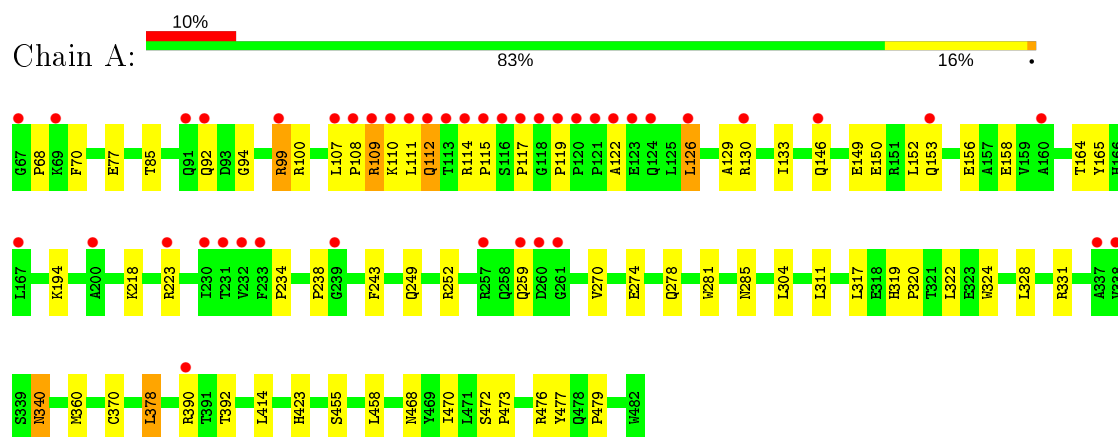 10%
Chain A:
83%
16%
G67 P68 K69 F70 E77 T85 Q91 Q92 D93 G94 R99 R100 L107 P108 R109 K110 L111 Q112 T113 R114 P115 S116 P117 G118 P119 P120 P121 A122 E123 Q124 L125 L126 A129 R130 I133 Q146 E149 E150 R151 L152 Q153 E156 A157 E158 V159 A160 T164 Y165 H166
L167 K194 A200 K218 R223 I230 T231 V232 F233 P234 P238 G239 F243 Q249 R252 R257 Q258 Q259 D260 G261 V270 E274 Q278 W281 N285 L304 L311 L317 E318 H319 P320 T321 L322 E323 W324 L328 R331 A337 V338
S339 N340 M360 C370 L378 R390 T391 T392 L414 H423 S455 L458 N468 Y469 I470 L471 S472 P473 R476 Y477 Q478 P479 W482